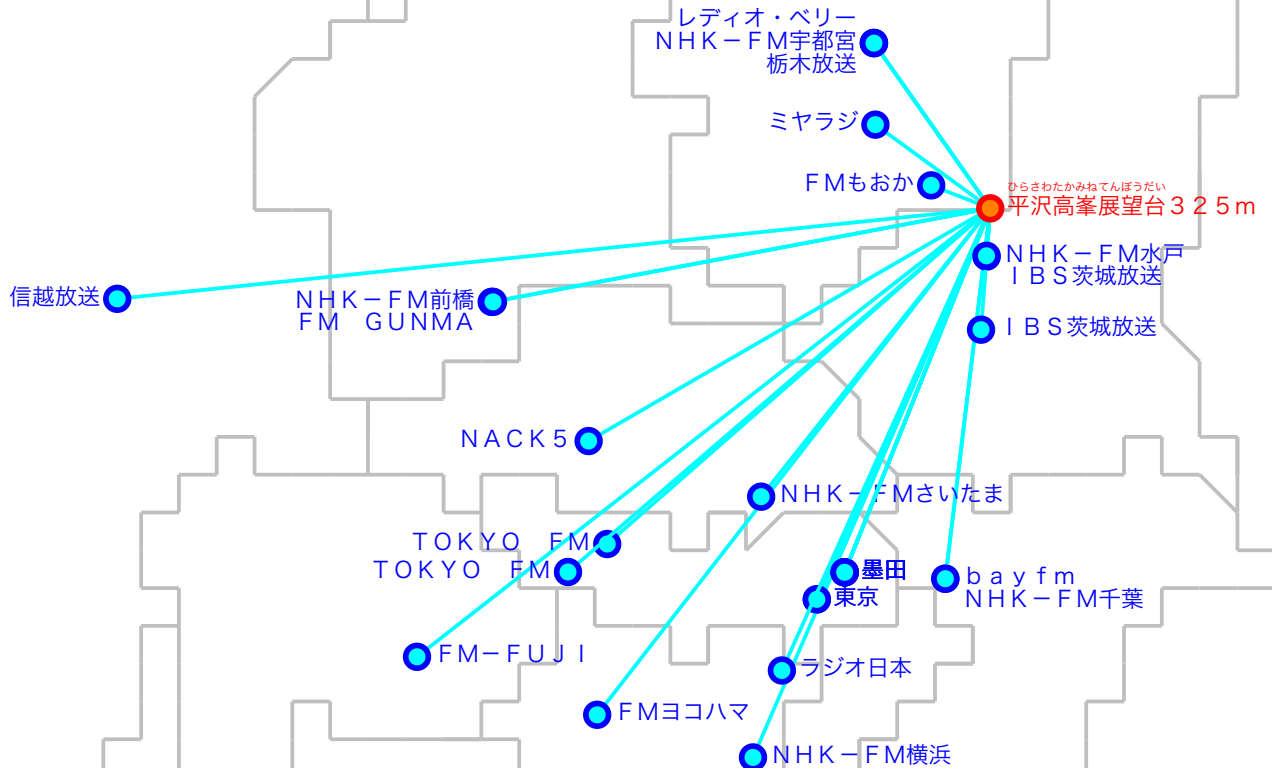 レディオ・ベリー
ＮＨＫ－ＦＭ宇都宮
栃木放送
ミヤラジ
ＦＭもおか
ひらさわたかみねてんぼうだい
平沢高峯展望台３２５ｍ
ＮＨＫ－ＦＭ水戸
ＩＢＳ茨城放送
信越放送
ＮＨＫ－ＦＭ前橋
ＦＭ　ＧＵＮＭＡ
ＩＢＳ茨城放送
ＮＡＣＫ５
ＮＨＫ－ＦＭさいたま
ＴＯＫＹＯ　ＦＭ
ＴＯＫＹＯ　ＦＭ
墨田
ｂａｙｆｍ
ＮＨＫ－ＦＭ千葉
東京
ＦＭ－ＦＵＪＩ
ラジオ日本
ＦＭヨコハマ
ＮＨＫ－ＦＭ横浜